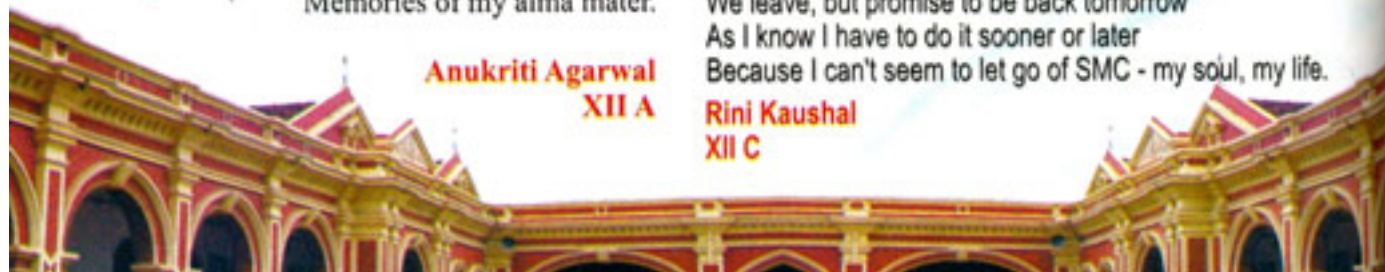 Memories of my alma mater.
Anukriti Agarwal
XII A
We leave, but promise to be back tomorrow
As I know I have to do it sooner or later
Because I can't seem to let go of SMC - my soul, my life.
Rini Kaushal
XII C